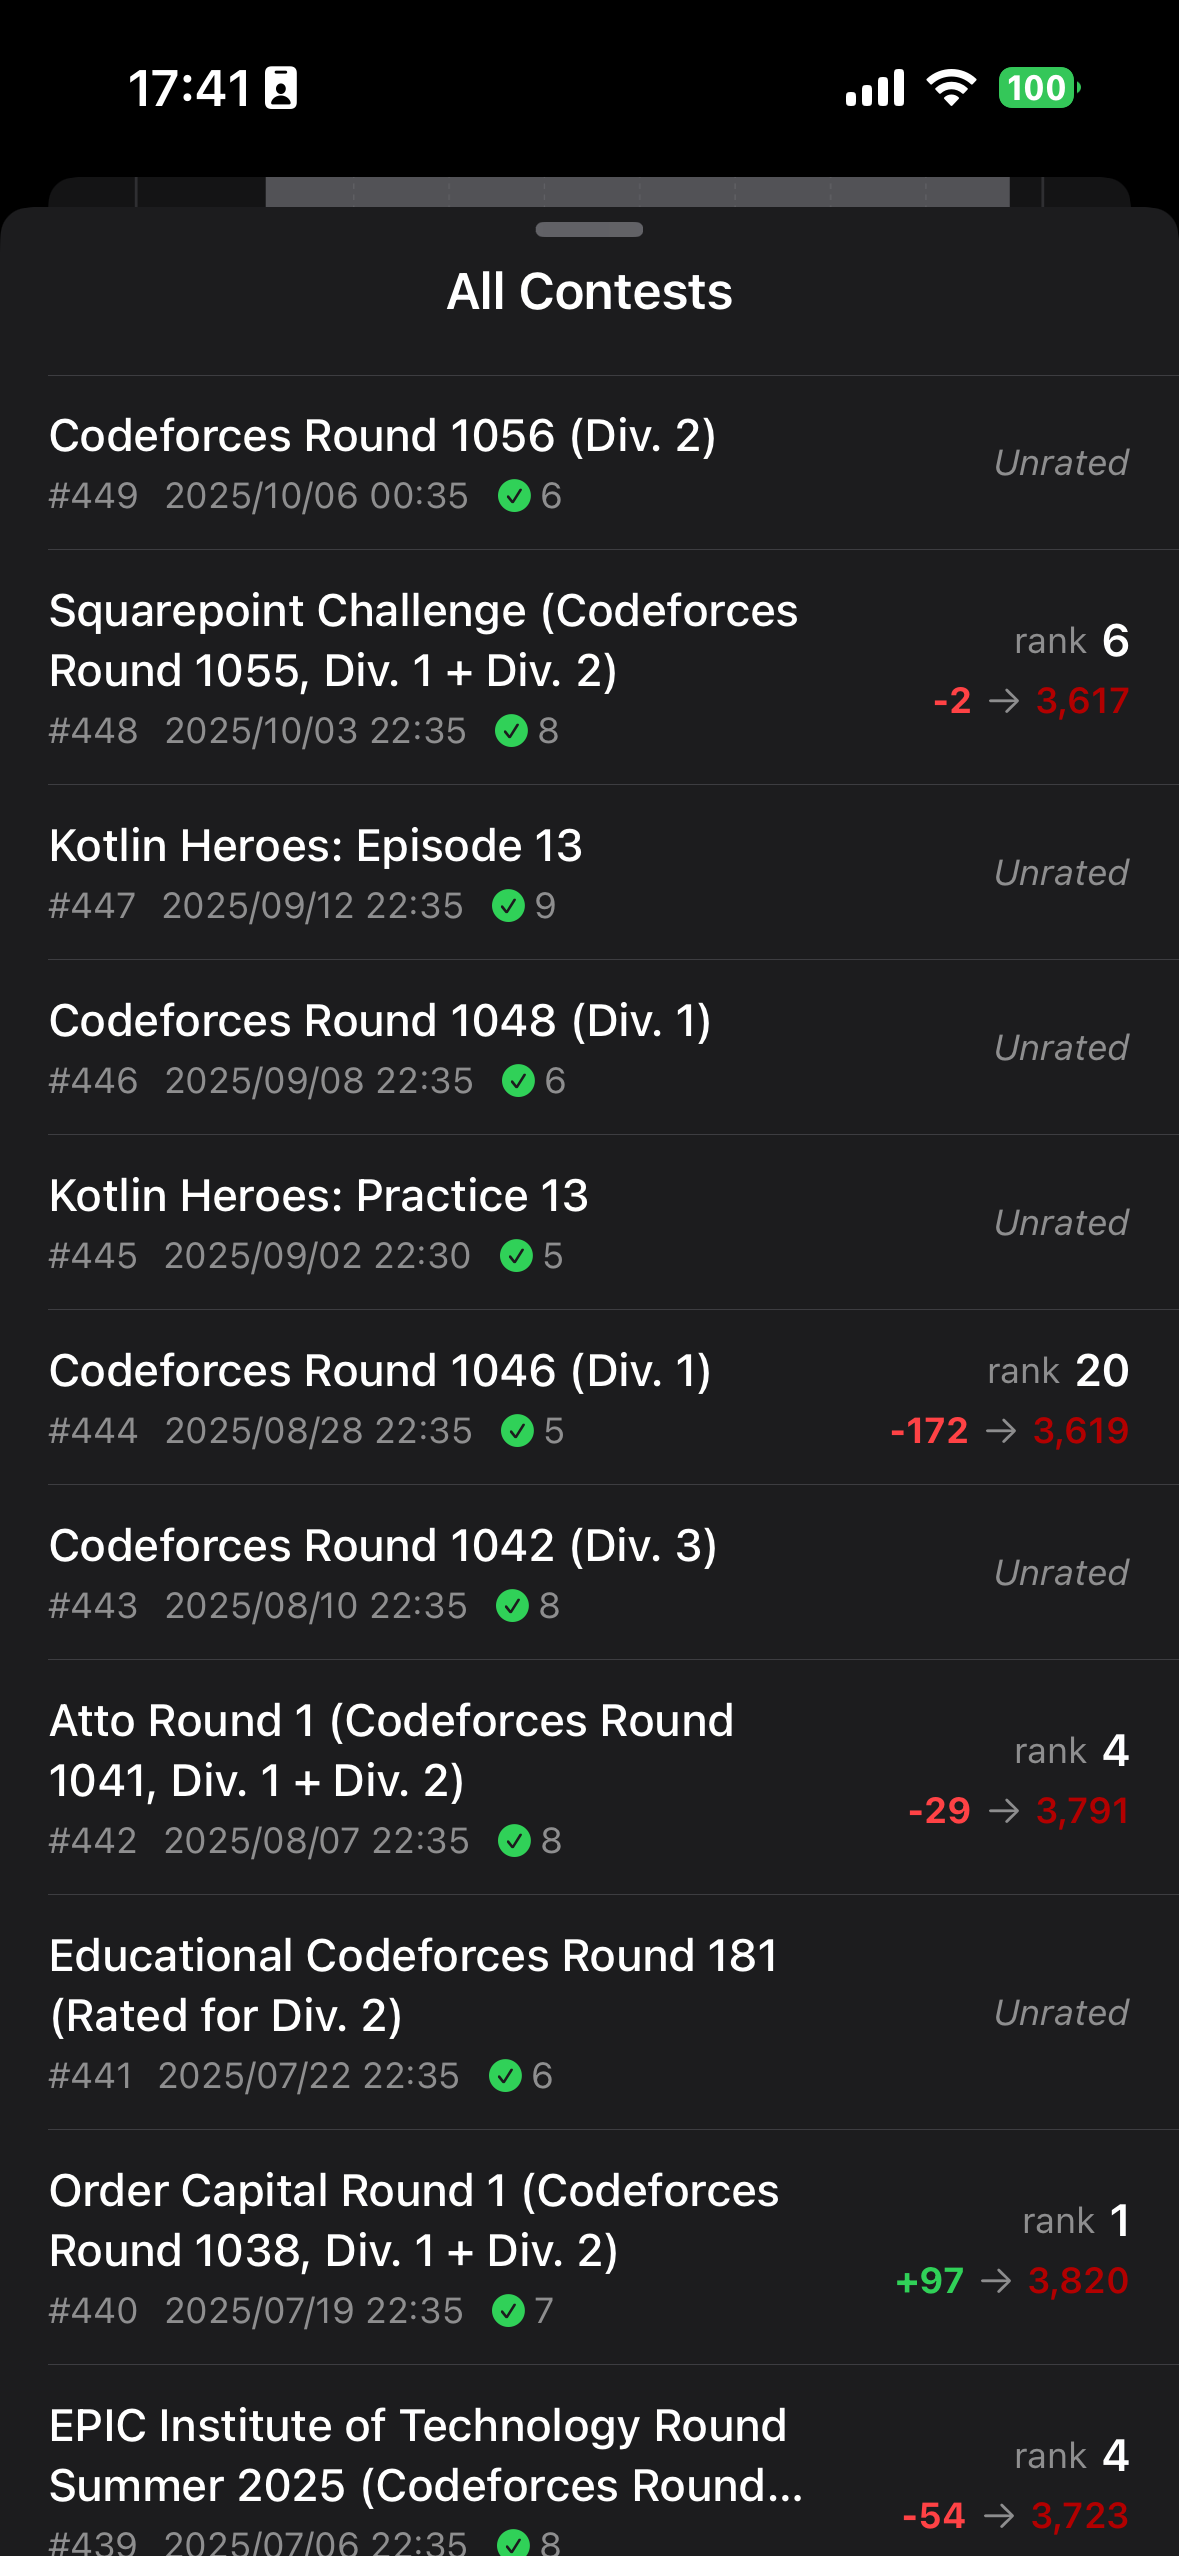 17:41
100
All Contests
Codeforces Round 1056 (Div. 2)
#449 2025/10/06 00:35 6
Unrated
Squarepoint Challenge (Codeforces
Round 1055, Div. 1 + Div. 2)
#448 2025/10/03 22:35 8
rank 6
-2 → 3,617
Kotlin Heroes: Episode 13
#447 2025/09/12 22:35 9
Unrated
Codeforces Round 1048 (Div. 1)
#446 2025/09/08 22:35 6
Unrated
Kotlin Heroes: Practice 13
#445 2025/09/02 22:30 5
Unrated
Codeforces Round 1046 (Div. 1)
#444 2025/08/28 22:35 5
rank 20
-172 → 3,619
Codeforces Round 1042 (Div. 3)
#443 2025/08/10 22:35 8
Unrated
Atto Round 1 (Codeforces Round
1041, Div. 1 + Div. 2)
#442 2025/08/07 22:35 8
rank 4
-29 → 3,791
Educational Codeforces Round 181
(Rated for Div. 2)
#441 2025/07/22 22:35 6
Unrated
Order Capital Round 1 (Codeforces
Round 1038, Div. 1 + Div. 2)
#440 2025/07/19 22:35 7
rank 1
+97 → 3,820
EPIC Institute of Technology Round
Summer 2025 (Codeforces Round...
#439 2025/07/06 22:35 8
rank 4
-54 → 3,723